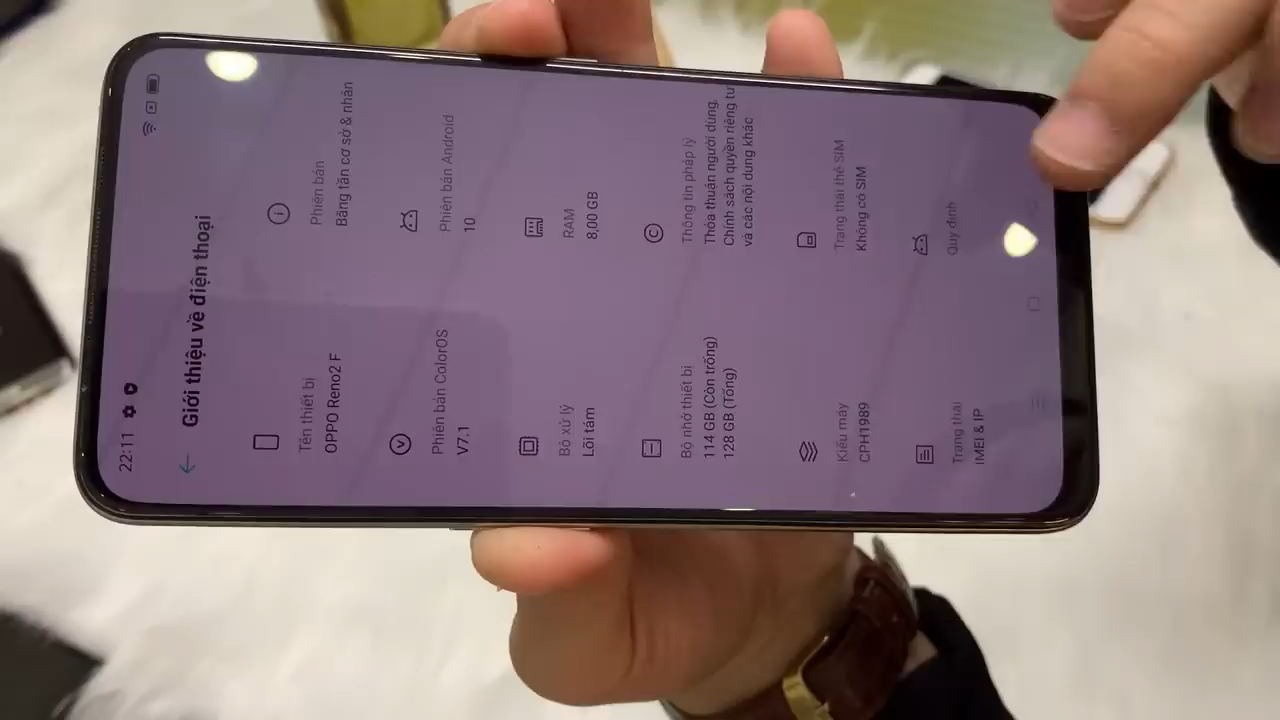 22:11
Giới thiệu về điện thoại
Tên thiết bị
OPPO Reno2 F
Phiên bản
Băng tần cơ sở & nhân
Phiên bản ColorOS
V7.1
Phiên bản Android
10
Bộ xử lý
Lõi tám
RAM
8,00 GB
Bộ nhớ thiết bị
114 GB (Còn trống)
128 GB (Tổng)
Thông tin pháp lý
Thỏa thuận người dùng,
Chính sách quyền riêng tư
và các nội dung khác
Kiểu máy
CPH1989
Trạng thái thẻ SIM
Không có SIM
Trạng thái
IMEI & IP
Quy định